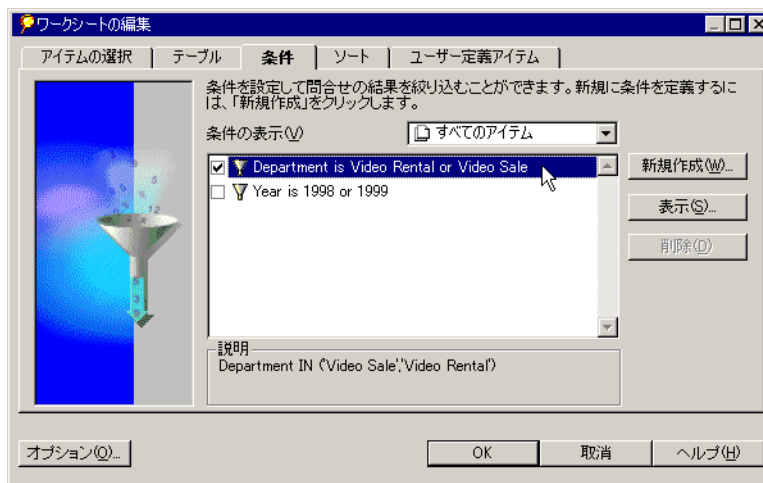 ワークシートの編集
アイテムの選択 テーブル 条件 ソート ユーザー定義アイテム
条件を設定して問合せの結果を絞り込むことができます。新規に条件を定義するに
は、「新規作成」をクリックします。
条件の表示(V) すべてのアイテム
Department is Video Rental or Video Sale
新規作成(W)...
Year is 1998 or 1999
表示(S)...
削除(D)
説明
Department IN ('Video Sale','Video Rental')
オプション(O)... OK 取消 ヘルプ(H)